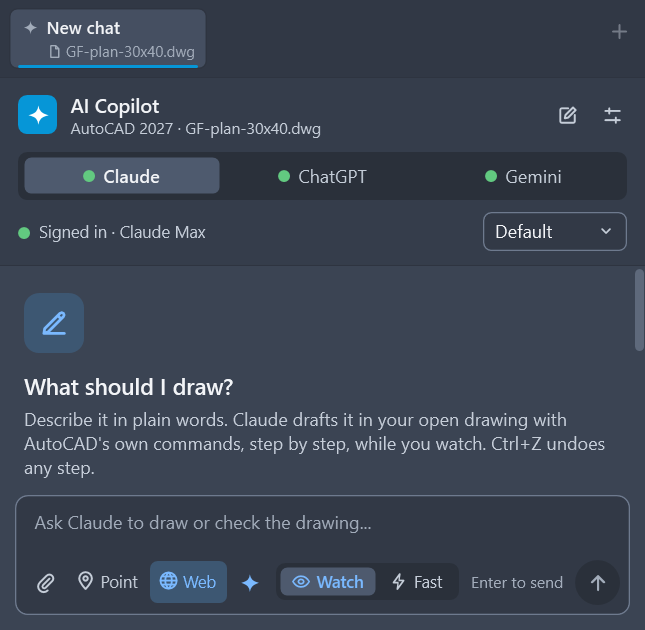 New chat
GF-plan-30x40.dwg
AI Copilot
AutoCAD 2027 · GF-plan-30x40.dwg
Claude
ChatGPT
Gemini
Signed in · Claude Max
Default
What should I draw?
Describe it in plain words. Claude drafts it in your open drawing with
AutoCAD's own commands, step by step, while you watch. Ctrl+Z undoes
any step.
Ask Claude to draw or check the drawing...
Point
Web
Watch
Fast
Enter to send